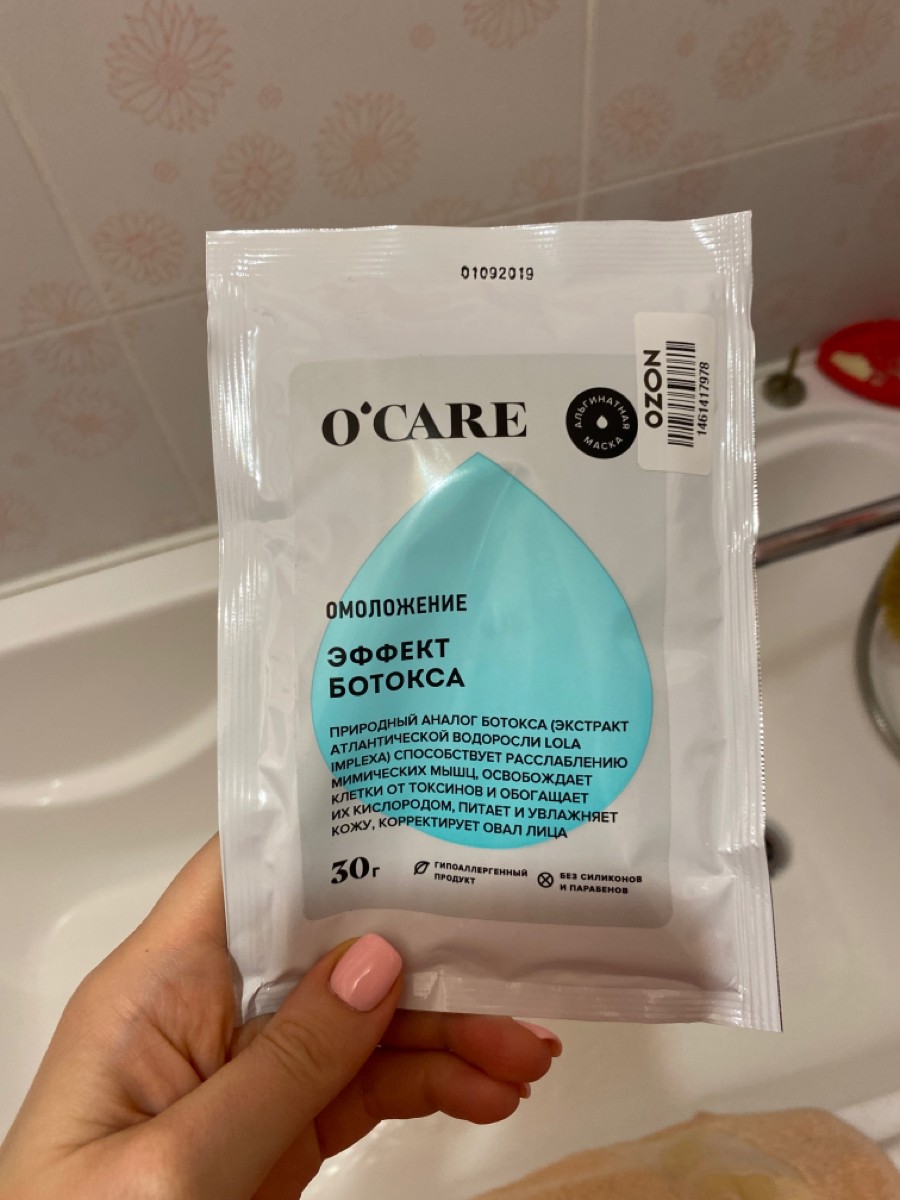 01092019
O'CARE
АЛЬГИНАТНАЯ
МАСКА
OZON
1461417978
ОМОЛОЖЕНИЕ
ЭФФЕКТ
БОТОКСА
ПРИРОДНЫЙ АНАЛОГ БОТОКСА (ЭКСТРАКТ
АТЛАНТИЧЕСКОЙ ВОДОРОСЛИ LOLA
IMPLEXA) СПОСОБСТВУЕТ РАССЛАБЛЕНИЮ
МИМИЧЕСКИХ МЫШЦ, ОСВОБОЖДАЕТ
КЛЕТКИ ОТ ТОКСИНОВ И ОБОГАЩАЕТ
ИХ КИСЛОРОДОМ, ПИТАЕТ И УВЛАЖНЯЕТ
КОЖУ, КОРРЕКТИРУЕТ ОВАЛ ЛИЦА
30 г
ГИПОАЛЛЕРГЕННЫЙ
ПРОДУКТ
БЕЗ СИЛИКОНОВ
И ПАРАБЕНОВ